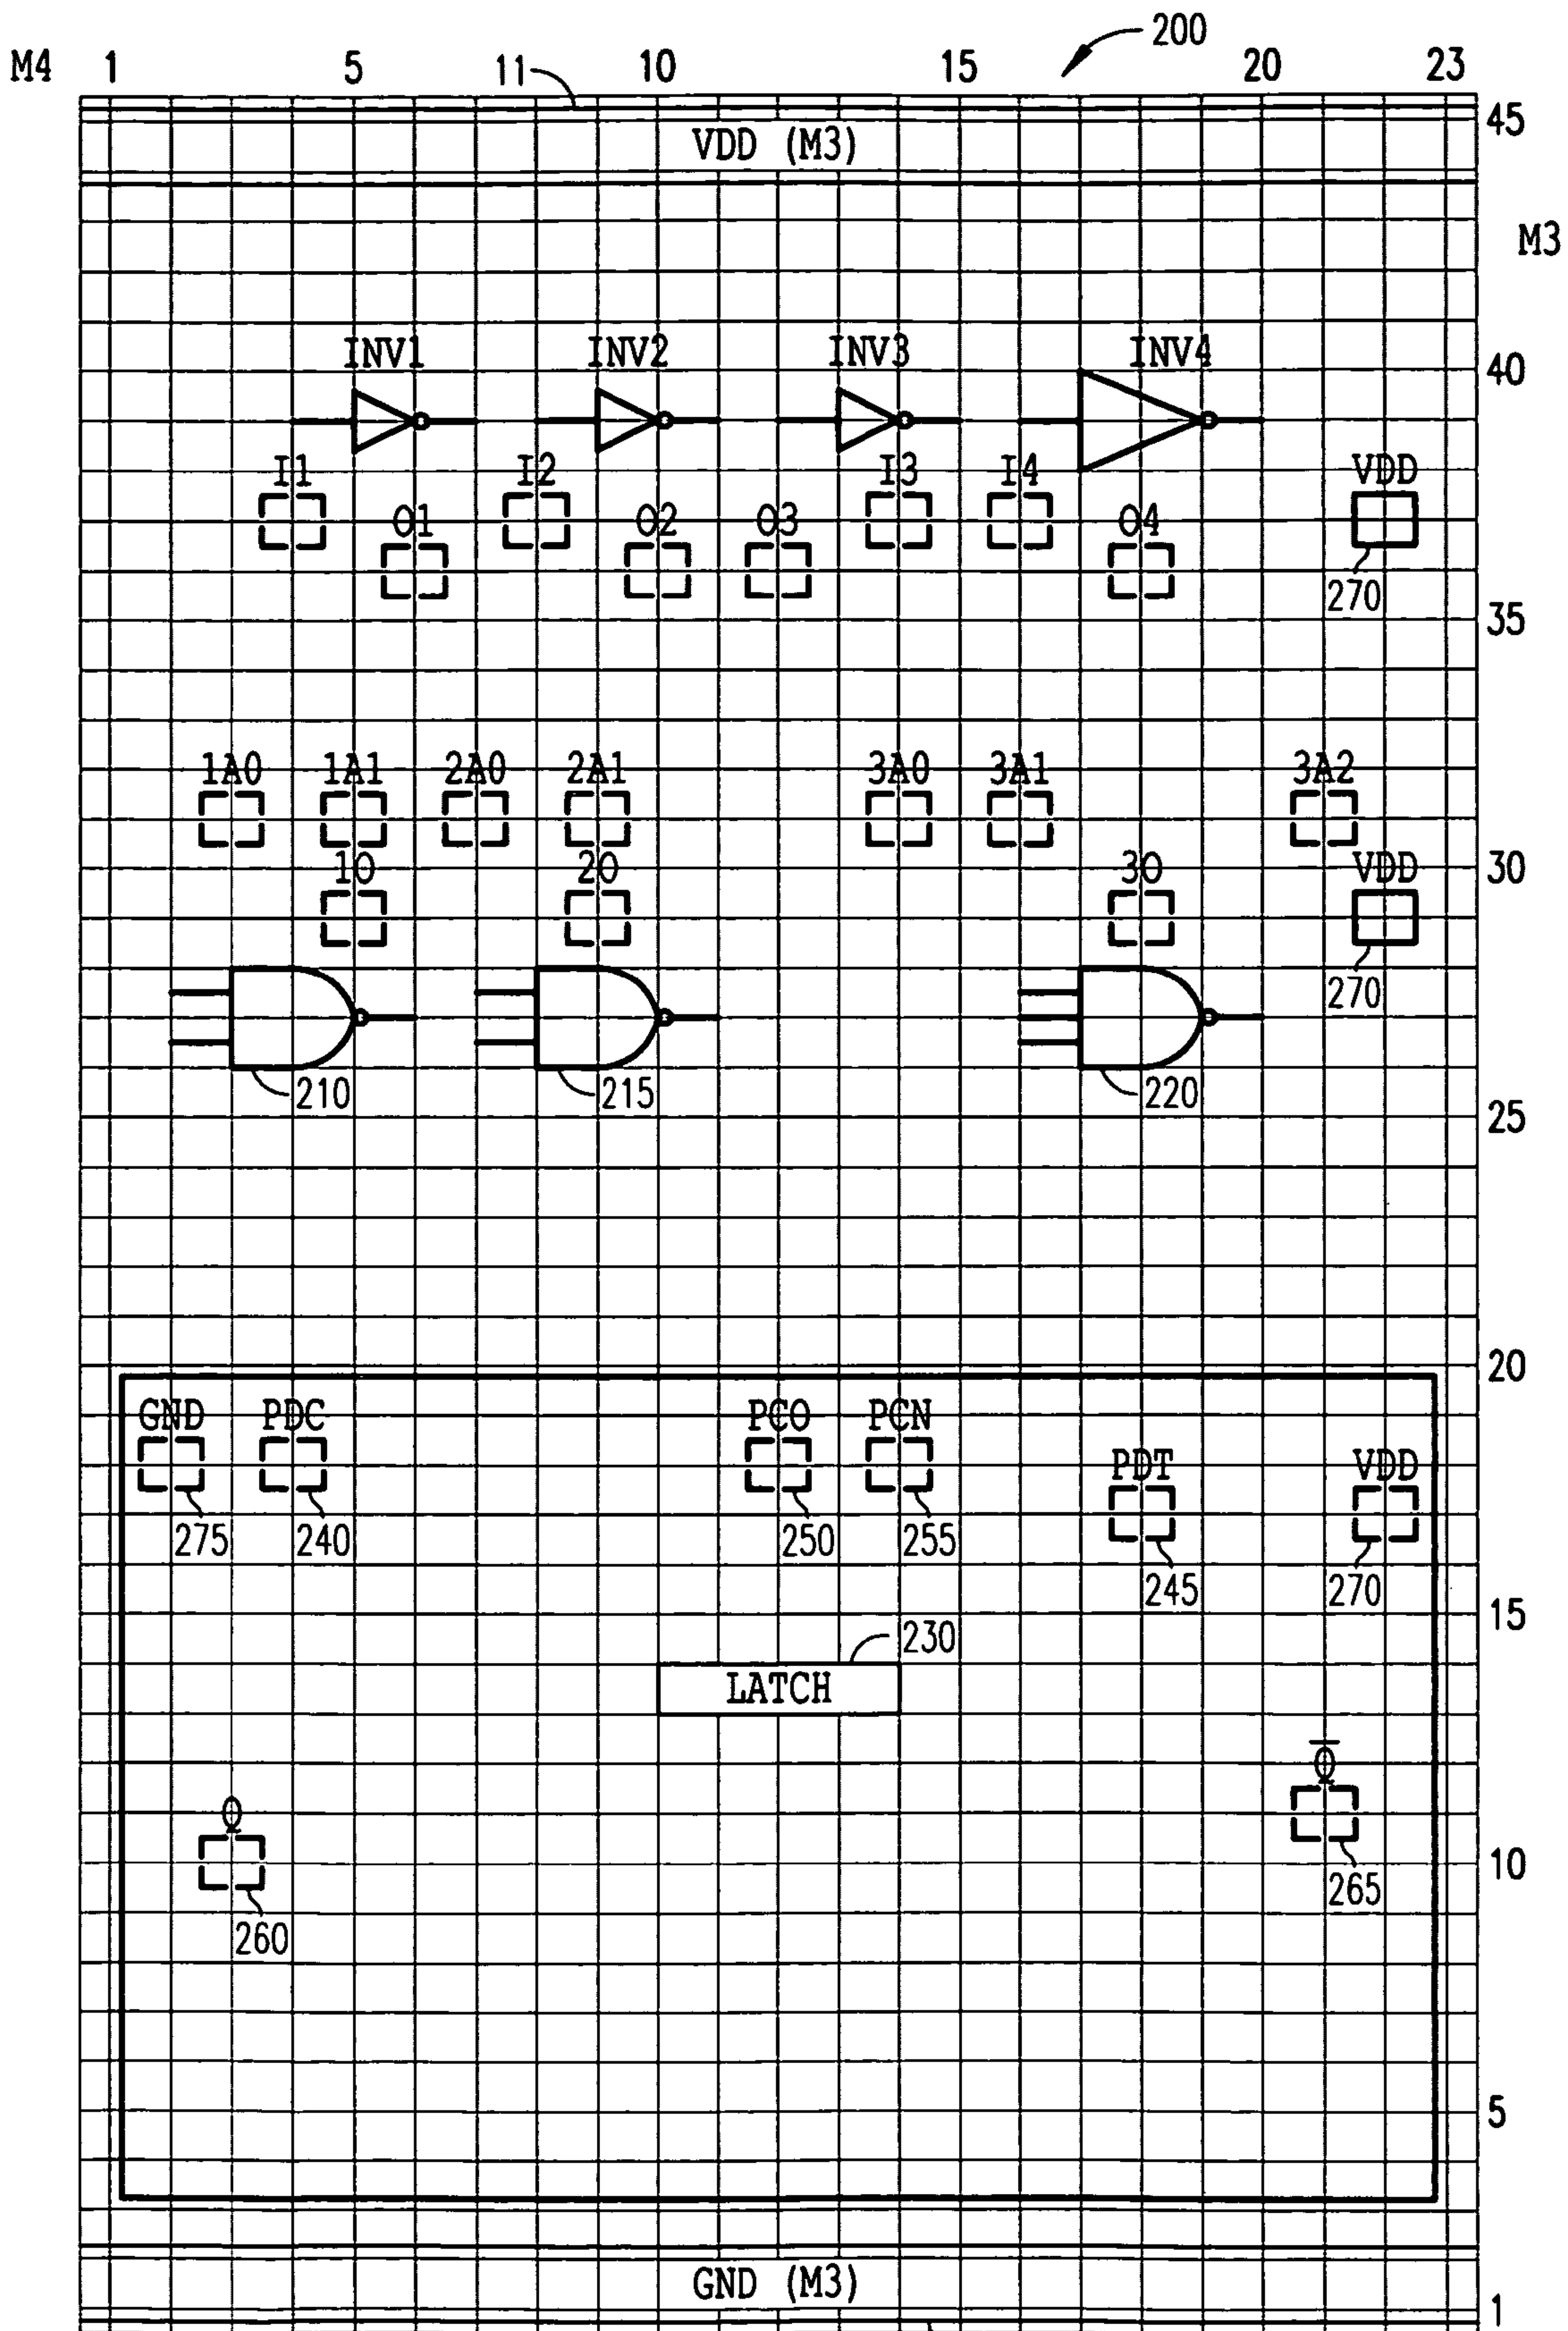 200
M4 1 5 11 10 15 20 23
45
VDD (M3)
M3
INV1 INV2 INV3 INV4
40
I1 I2 I3 I4 VDD
O1 O2 O3 O4
270
35
1A0 1A1 2A0 2A1 3A0 3A1 3A2
1O 2O 3O VDD
30
270
210 215 220
25
20
GND PDC PCO PCN
PDT VDD
275 240 250 255
245 270
15
230
LATCH
Q̅
Q
10
265
260
5
GND (M3)
1